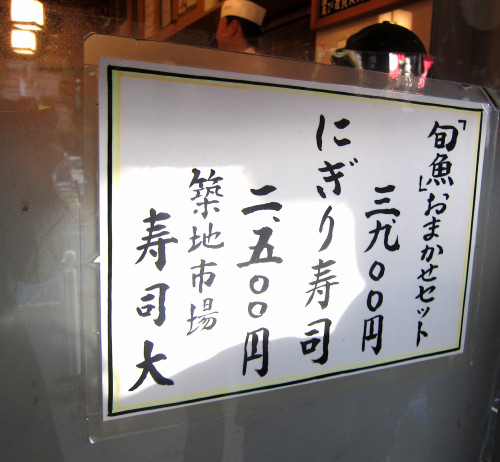 「旬魚」おまかせセット
三、九〇〇円
にぎり寿司
二、五〇〇円
築地市場
寿司大